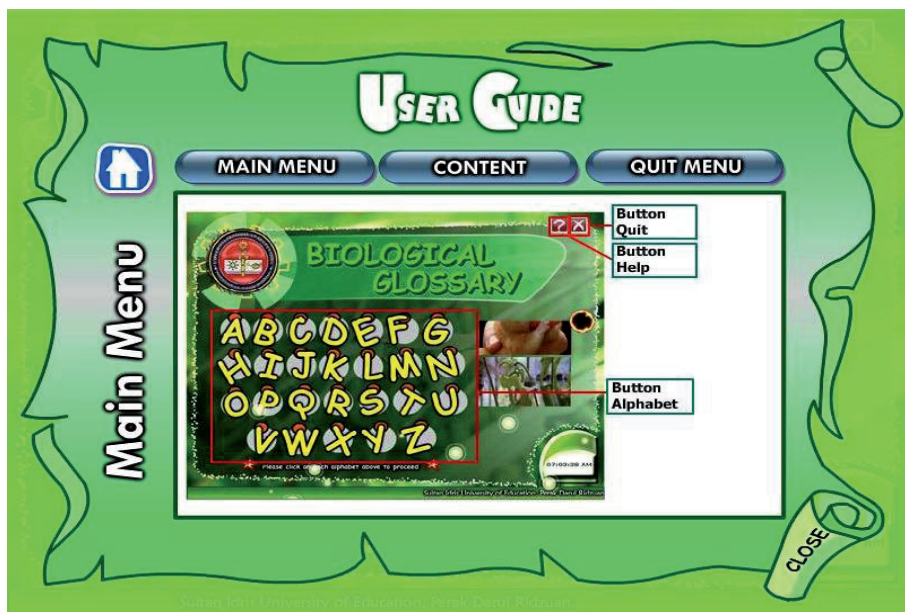 USER GUIDE
MAIN MENU
CONTENT
QUIT MENU
Main Menu
Button
Quit
Button
Help
BIOLOGICAL
GLOSSARY
A B C D E F G
H I J K L M N
O P Q R S T U
V W X Y Z
Button
Alphabet
Please click on each alphabet above to proceed
07:03:38 AM
Sultan Idris University of Education, Perak Darul Ridzuan
CLOSE
Sultan Idris University of Education, Perak Darul Ridzuan